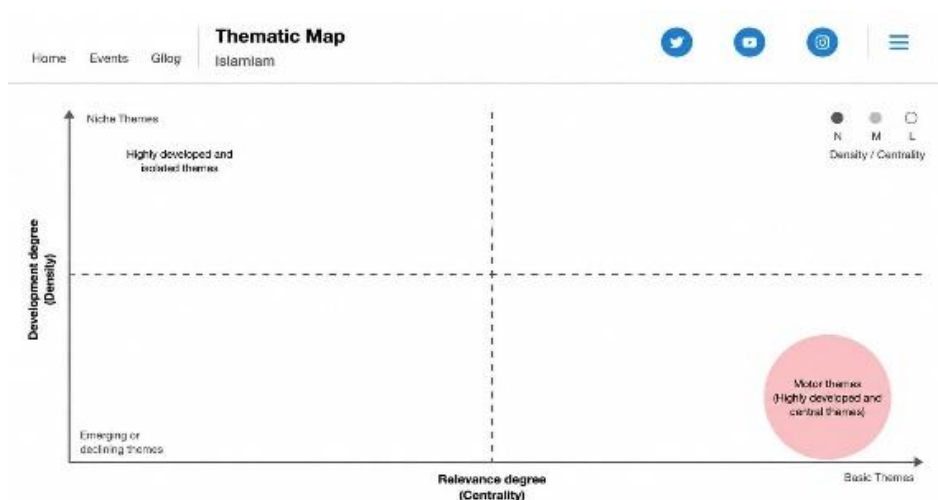 Thematic Map
Home Events Gllog Islamiam
Niche Themes
Highly developed and
isolated themes
N M L
Density / Centrality
Development degree
(Density)
Motor themes
(Highly developed and
central themes)
Emerging or
declining themes
Relevance degree
(Centrality)
Basic Themes